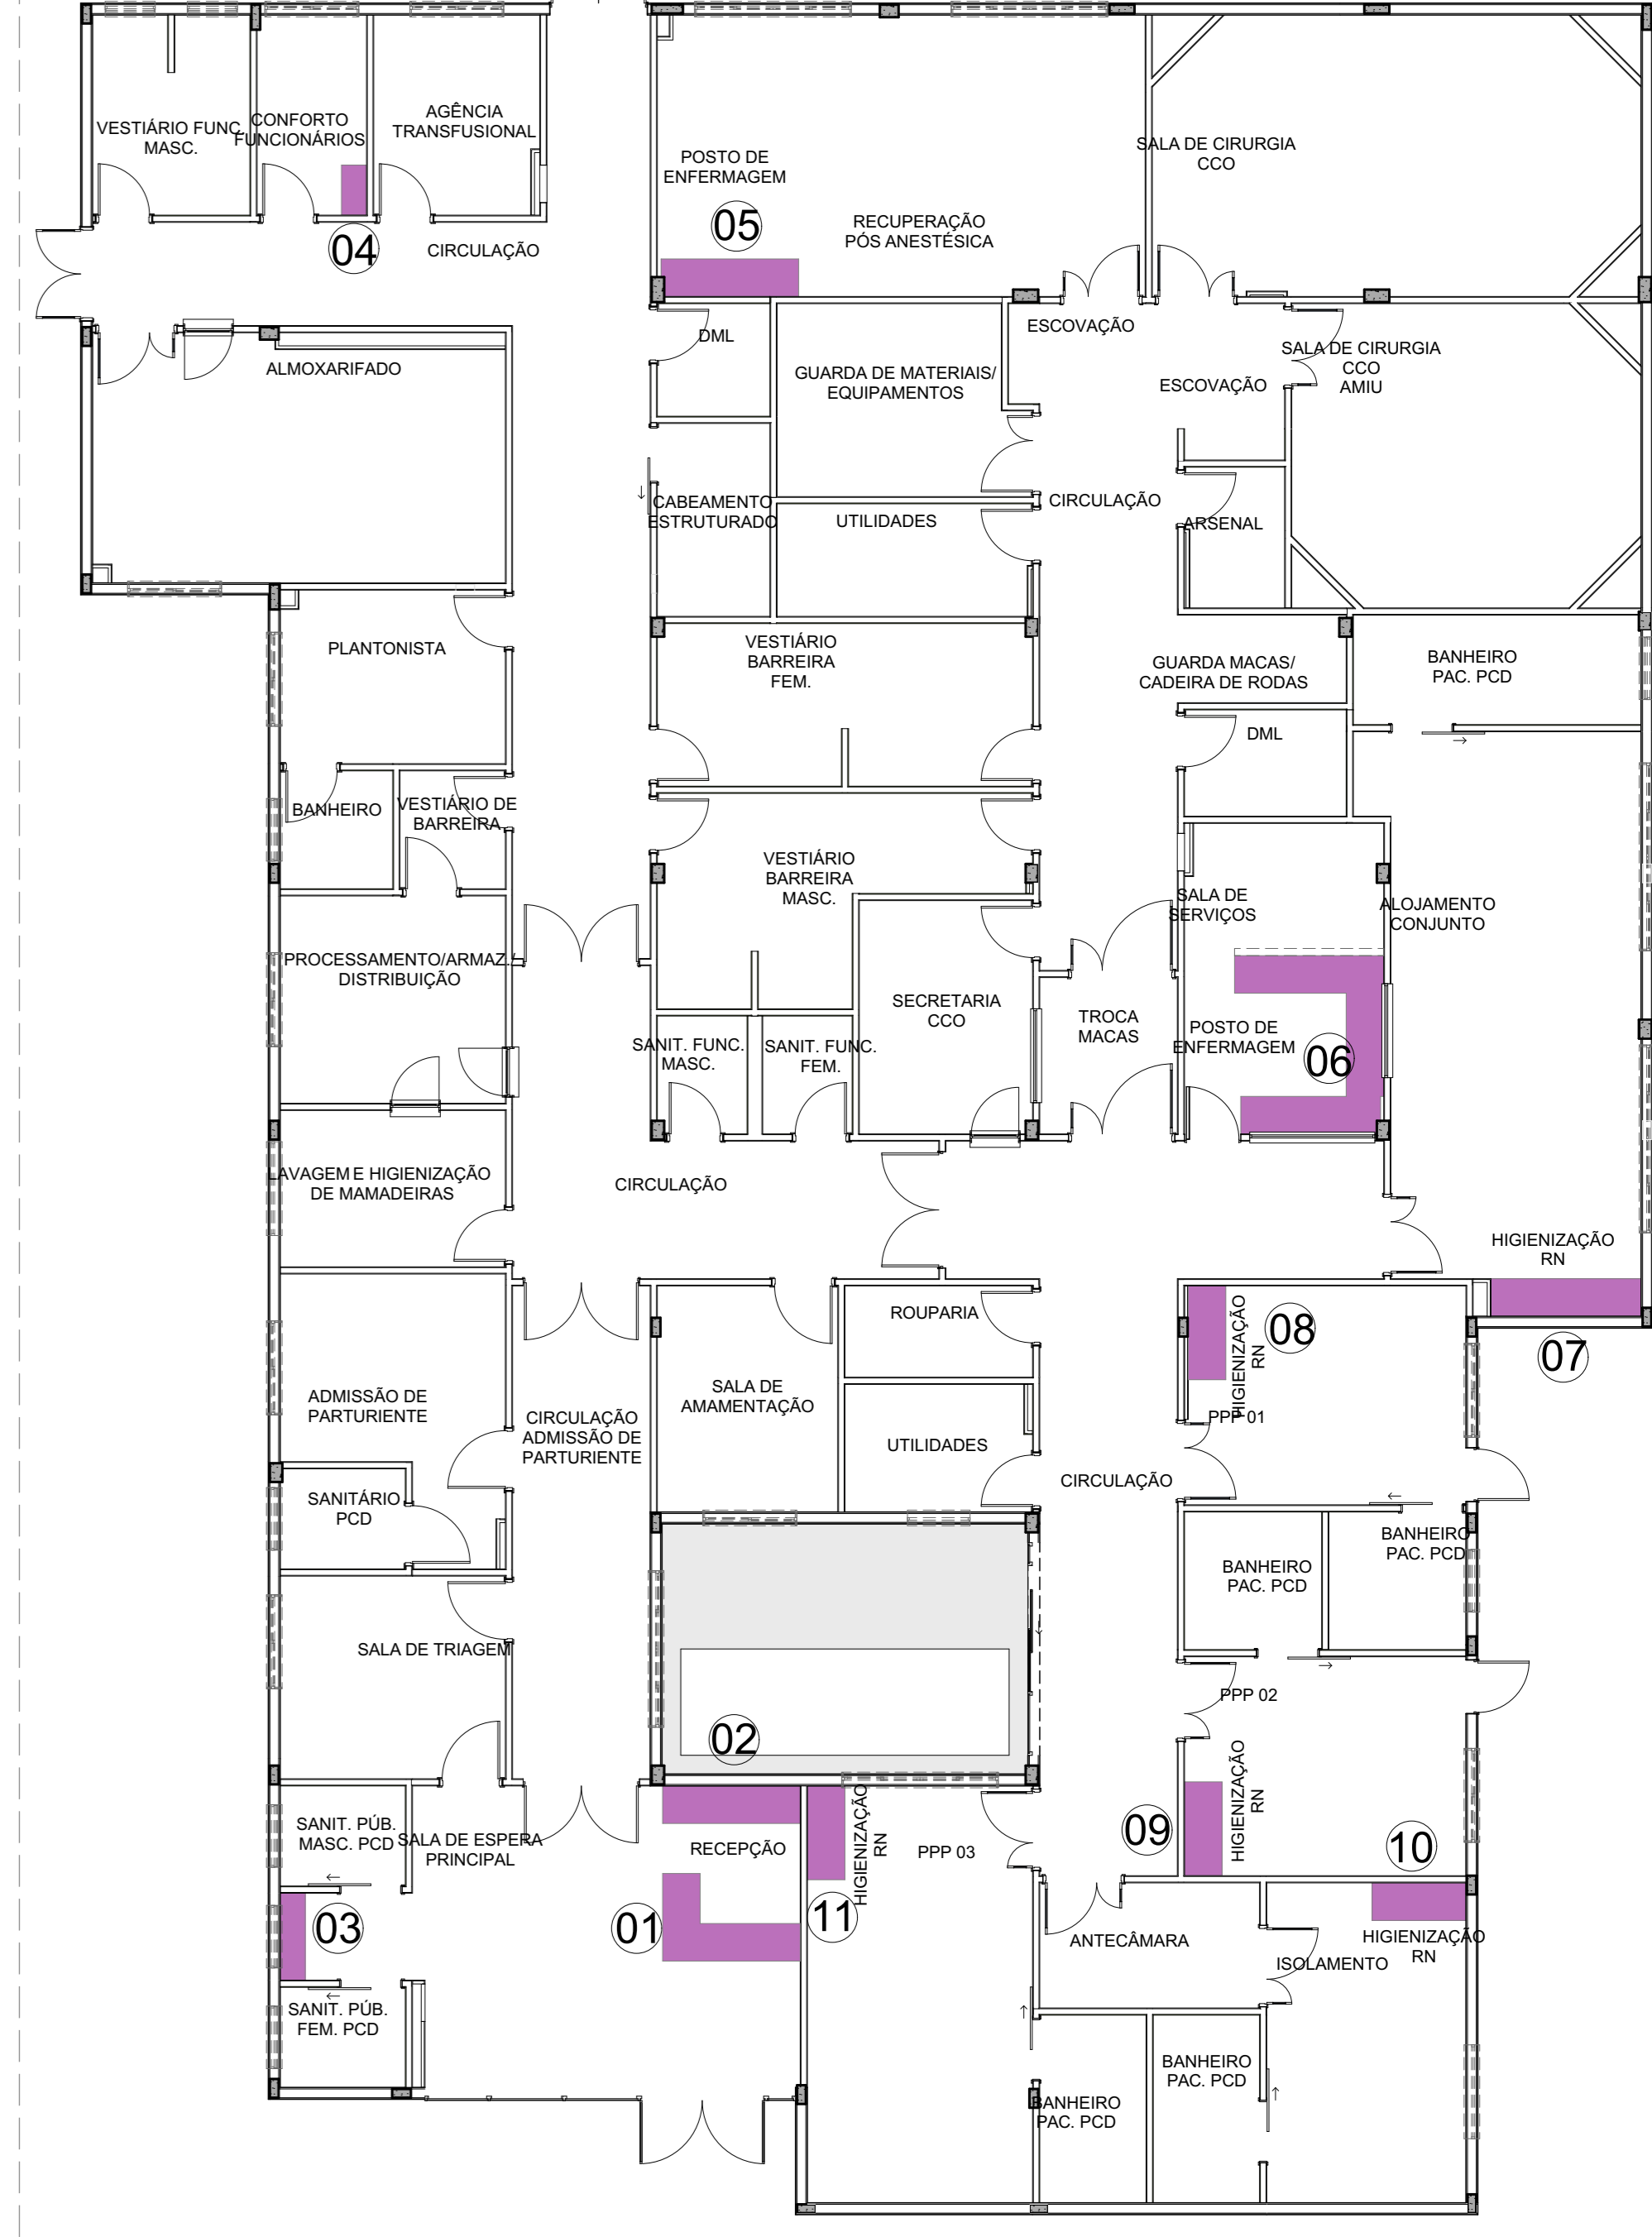 VESTIÁRIO FUNC.
MASC.
CONFORTO
FUNCIONÁRIOS
AGÊNCIA
TRANSFUSIONAL
04
CIRCULAÇÃO
POSTO DE
ENFERMAGEM
05
RECUPERAÇÃO
PÓS ANESTÉSICA
SALA DE CIRURGIA
CCO
ALMOXARIFADO
DML
GUARDA DE MATERIAIS/
EQUIPAMENTOS
ESCOVAÇÃO
ESCOVAÇÃO
SALA DE CIRURGIA
CCO
AMIU
CABEAMENTO
ESTRUTURADO
UTILIDADES
CIRCULAÇÃO
ARSENAL
PLANTONISTA
VESTIÁRIO
BARREIRA
FEM.
GUARDA MACAS/
CADEIRA DE RODAS
BANHEIRO
PAC. PCD
DML
BANHEIRO
VESTIÁRIO DE
BARREIRA
VESTIÁRIO
BARREIRA
MASC.
SALA DE
SERVIÇOS
ALOJAMENTO
CONJUNTO
PROCESSAMENTO/ARMAZ./
DISTRIBUIÇÃO
SECRETARIA
CCO
TROCA
MACAS
POSTO DE
ENFERMAGEM
06
SANIT. FUNC.
MASC.
SANIT. FUNC.
FEM.
LAVAGEM E HIGIENIZAÇÃO
DE MAMADEIRAS
CIRCULAÇÃO
HIGIENIZAÇÃO
RN
07
ROUPARIA
HIGIENIZAÇÃO
RN
08
PPP 01
ADMISSÃO DE
PARTURIENTE
CIRCULAÇÃO
ADMISSÃO DE
PARTURIENTE
SALA DE
AMAMENTAÇÃO
UTILIDADES
CIRCULAÇÃO
SANITÁRIO
PCD
BANHEIRO
PAC. PCD
BANHEIRO
PAC. PCD
SALA DE TRIAGEM
02
PPP 02
HIGIENIZAÇÃO
RN
09
10
SANIT. PÚB.
MASC. PCD
SALA DE ESPERA
PRINCIPAL
RECEPÇÃO
HIGIENIZAÇÃO
RN
PPP 03
03
01
11
ANTECÂMARA
ISOLAMENTO
HIGIENIZAÇÃO
RN
SANIT. PÚB.
FEM. PCD
BANHEIRO
PAC. PCD
BANHEIRO
PAC. PCD